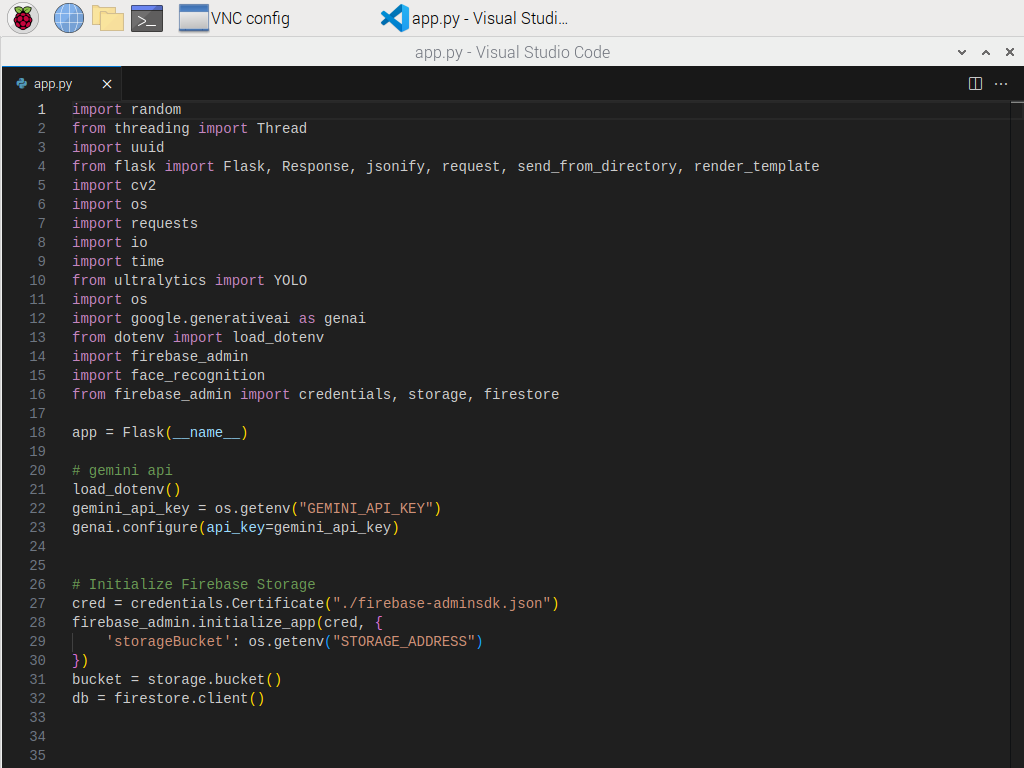 VNC config
app.py - Visual Studi...
app.py - Visual Studio Code
app.py
1 import random
2 from threading import Thread
3 import uuid
4 from flask import Flask, Response, jsonify, request, send_from_directory, render_template
5 import cv2
6 import os
7 import requests
8 import io
9 import time
10 from ultralytics import YOLO
11 import os
12 import google.generativeai as genai
13 from dotenv import load_dotenv
14 import firebase_admin
15 import face_recognition
16 from firebase_admin import credentials, storage, firestore
17
18 app = Flask(__name__)
19
20 # gemini api
21 load_dotenv()
22 gemini_api_key = os.getenv("GEMINI_API_KEY")
23 genai.configure(api_key=gemini_api_key)
24
25
26 # Initialize Firebase Storage
27 cred = credentials.Certificate("./firebase-adminsdk.json")
28 firebase_admin.initialize_app(cred, {
29     'storageBucket': os.getenv("STORAGE_ADDRESS")
30 })
31 bucket = storage.bucket()
32 db = firestore.client()
33
34
35